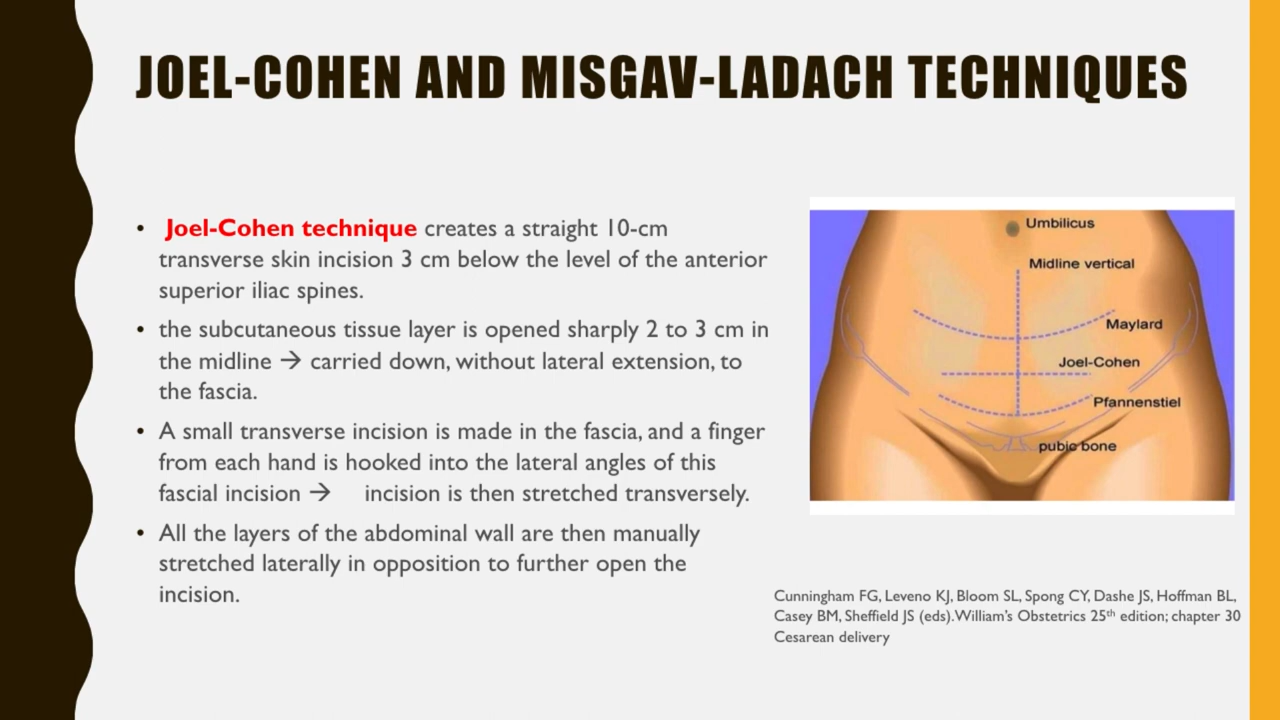 JOEL-COHEN AND MISGAV-LADACH TECHNIQUES
• Joel-Cohen technique creates a straight 10-cm
transverse skin incision 3 cm below the level of the anterior
superior iliac spines.
• the subcutaneous tissue layer is opened sharply 2 to 3 cm in
the midline → carried down, without lateral extension, to
the fascia.
• A small transverse incision is made in the fascia, and a finger
from each hand is hooked into the lateral angles of this
fascial incision → incision is then stretched transversely.
• All the layers of the abdominal wall are then manually
stretched laterally in opposition to further open the
incision.
Umbilicus
Midline vertical
Maylard
Joel-Cohen
Pfannenstiel
pubic bone
Cunningham FG, Leveno KJ, Bloom SL, Spong CY, Dashe JS, Hoffman BL,
Casey BM, Sheffield JS (eds).William's Obstetrics 25th edition; chapter 30
Cesarean delivery